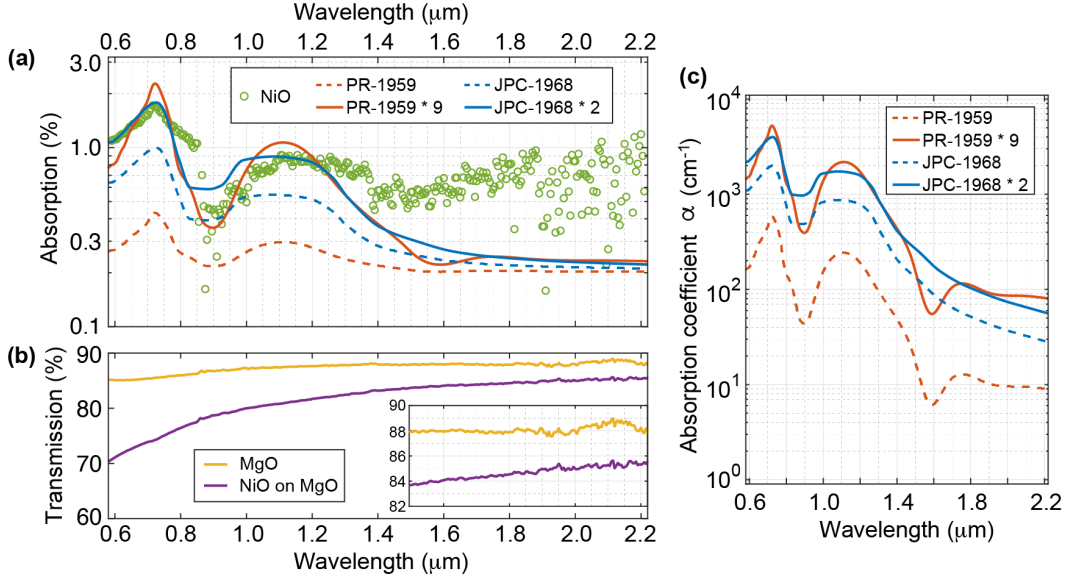 Wavelength (μm)
0.6 0.8 1.0 1.2 1.4 1.6 1.8 2.0 2.2
(a)
Absorption (%)
3.0
1.0
0.3
0.1
NiO
PR-1959
PR-1959 * 9
JPC-1968
JPC-1968 * 2
(b)
Transmission (%)
90
80
70
60
MgO
NiO on MgO
90
88
86
84
82
0.6 0.8 1.0 1.2 1.4 1.6 1.8 2.0 2.2
Wavelength (μm)
(c)
Absorption coefficient α (cm⁻¹)
10⁴
10³
10²
10¹
10⁰
PR-1959
PR-1959 * 9
JPC-1968
JPC-1968 * 2
0.6 1.0 1.4 1.8 2.2
Wavelength (μm)